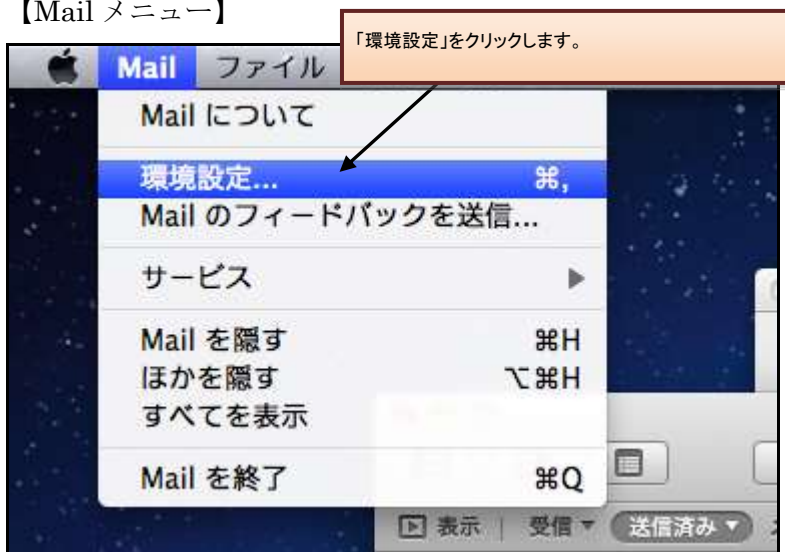 【Mail メニュー】
「環境設定」をクリックします。
Mail ファイル
Mail について
環境設定... ⌘,
Mail のフィードバックを送信...
サービス ▶
Mail を隠す ⌘H
ほかを隠す ⌥⌘H
すべてを表示
Mail を終了 ⌘Q
表示 | 受信 ▼ 送信済み ▼